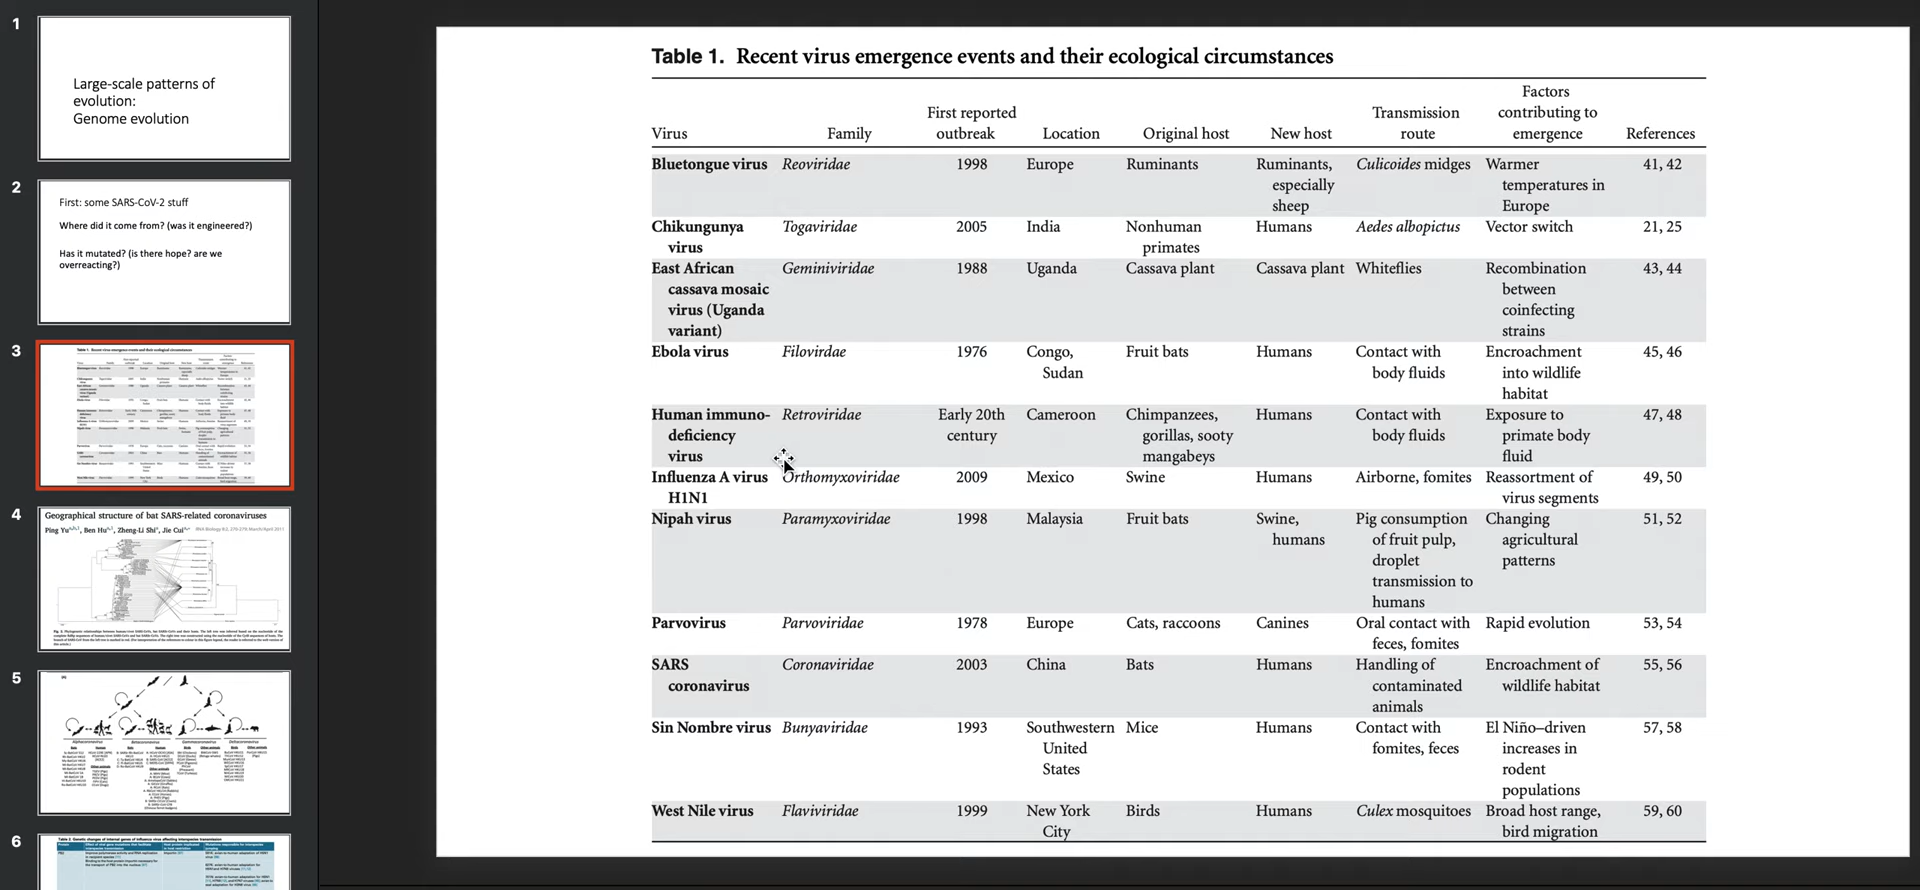 1
Large-scale patterns of
evolution:
Genome evolution
2
First: some SARS-CoV-2 stuff
Where did it come from? (was it engineered?)
Has it mutated? (is there hope? are we
overreacting?)
3
4
Geographical structure of bat SARS-related coronaviruses
Ping Yu, Ben Hu, Zheng-Li Shi, Jie Cui
5
6
Table 1. Recent virus emergence events and their ecological circumstances
Factors
First reported Transmission contributing to
Virus Family outbreak Location Original host New host route emergence References
Bluetongue virus Reoviridae 1998 Europe Ruminants Ruminants, Culicoides midges Warmer 41, 42
especially temperatures in
sheep Europe
Chikungunya Togaviridae 2005 India Nonhuman Humans Aedes albopictus Vector switch 21, 25
virus primates
East African Geminiviridae 1988 Uganda Cassava plant Cassava plant Whiteflies Recombination 43, 44
cassava mosaic between
virus (Uganda coinfecting
variant) strains
Ebola virus Filovirdae 1976 Congo, Fruit bats Humans Contact with Encroachment 45, 46
Sudan body fluids into wildlife
habitat
Human immuno- Retroviridae Early 20th Cameroon Chimpanzees, Humans Contact with Exposure to 47, 48
deficiency century gorillas, sooty body fluids primate body
virus mangabeys fluid
Influenza A virus Orthomyxoviridae 2009 Mexico Swine Humans Airborne, fomites Reassortment of 49, 50
H1N1 virus segments
Nipah virus Paramyxoviridae 1998 Malaysia Fruit bats Swine, Pig consumption Changing 51, 52
humans of fruit pulp, agricultural
droplet patterns
transmission to
humans
Parvovirus Parvoviridae 1978 Europe Cats, raccoons Canines Oral contact with Rapid evolution 53, 54
feces, fomites
SARS Coronaviridae 2003 China Bats Humans Handling of Encroachment of 55, 56
coronavirus contaminated wildlife habitat
animals
Sin Nombre virus Bunyaviridae 1993 Southwestern Mice Humans Contact with El Niño–driven 57, 58
United fomites, feces increases in
States rodent
populations
West Nile virus Flaviviridae 1999 New York Birds Humans Culex mosquitoes Broad host range, 59, 60
City bird migration